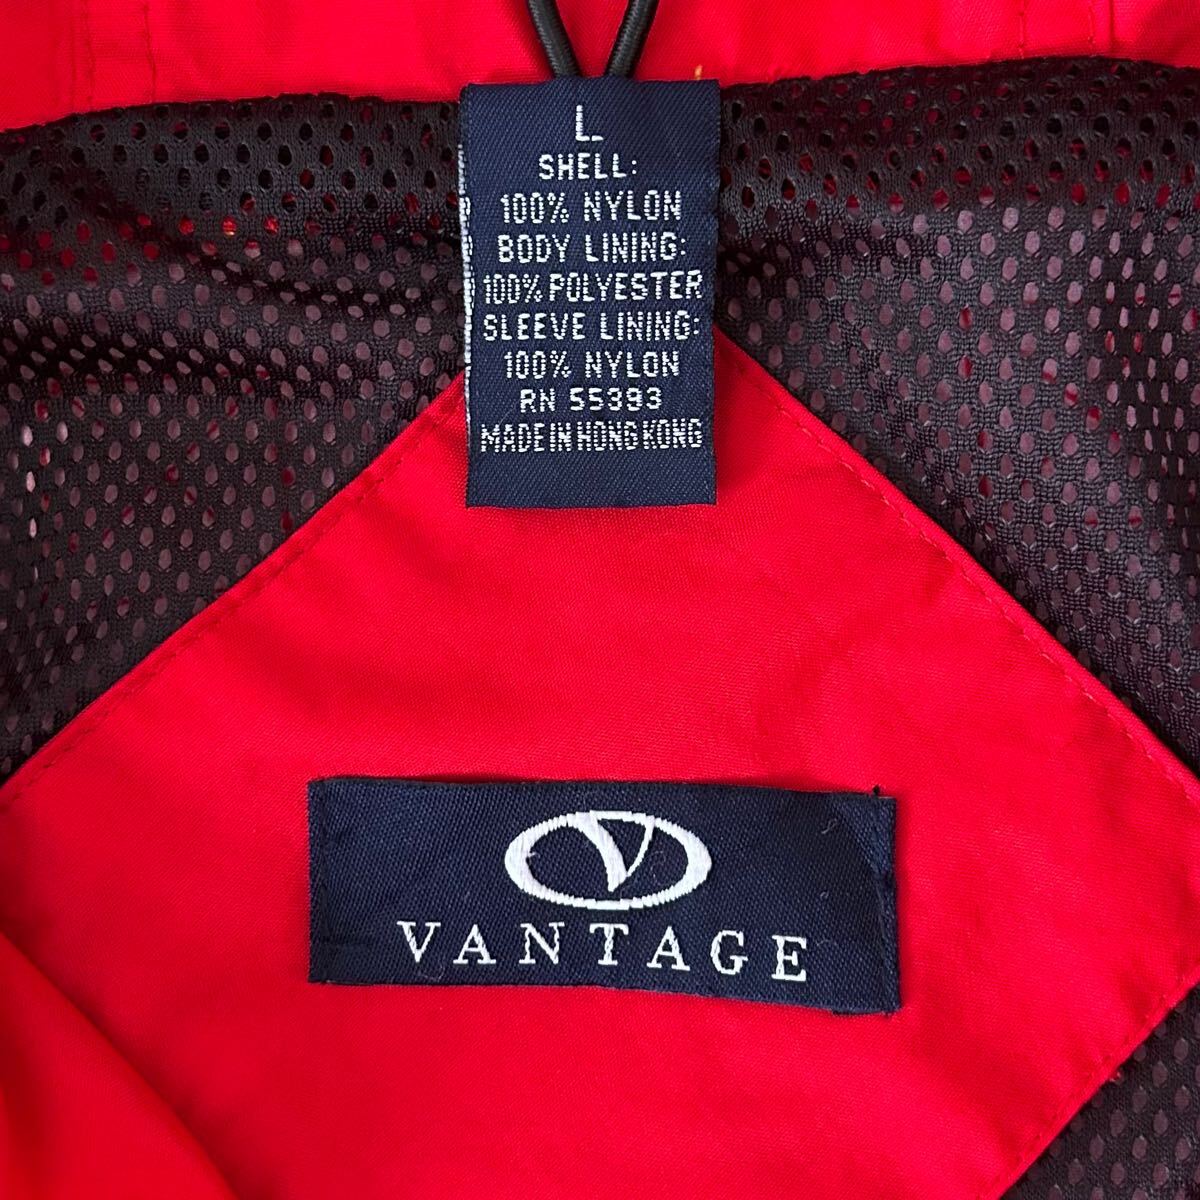 L
SHELL:
100% NYLON
BODY LINING:
100% POLYESTER
SLEEVE LINING:
100% NYLON
RN 55393
MADE IN HONG KONG
V
VANTAGE